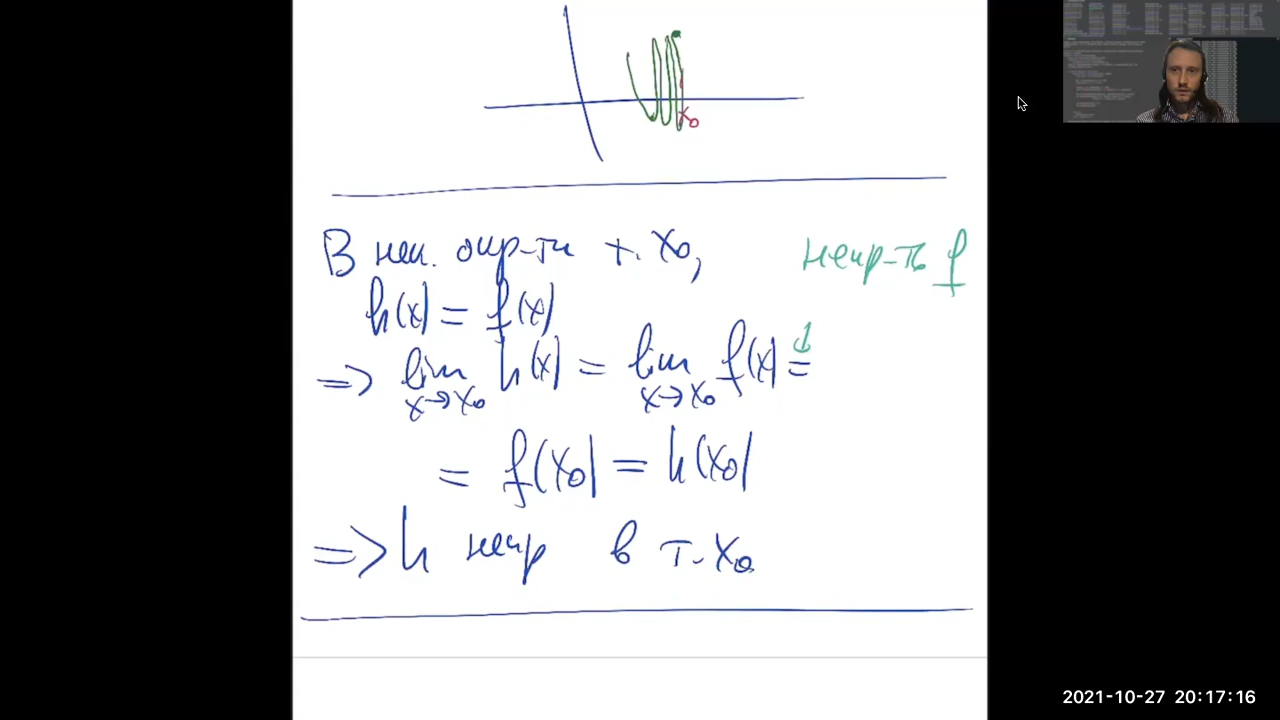 x₀
В нек. окр-ти т. x₀,
непр-ть f
h(x) = f(x)
=> lim h(x) = lim f(x) =
x→x₀ x→x₀
= f(x₀) = h(x₀)
=> h непр в т. x₀
2021-10-27 20:17:16